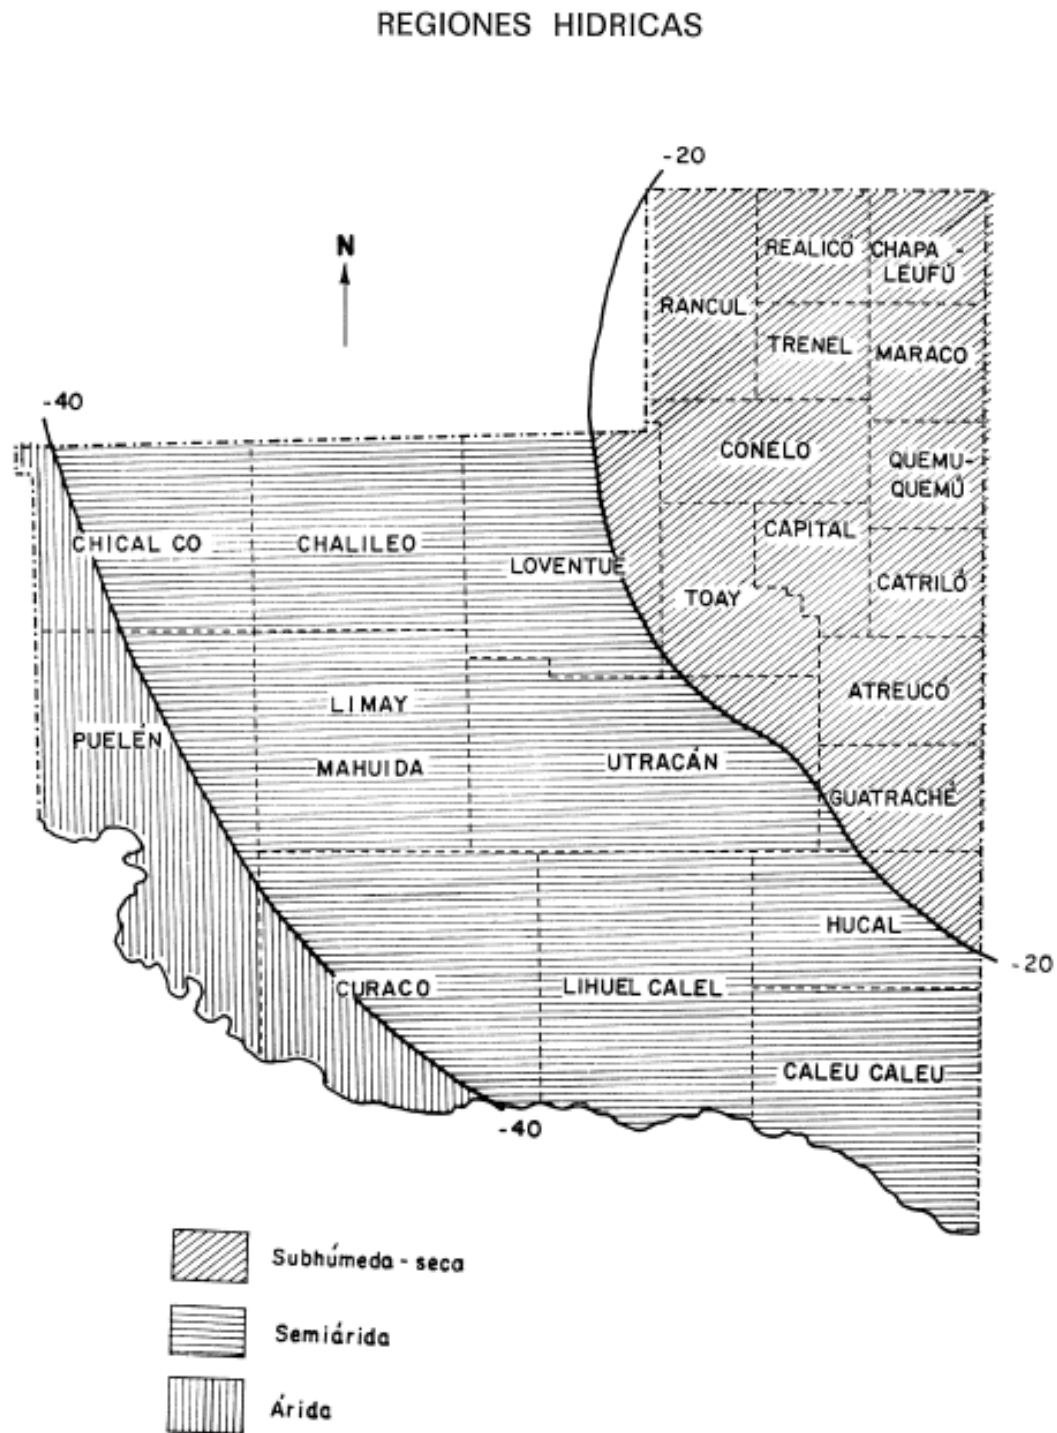 REGIONES HIDRICAS
-20
N
REALICÓ
CHAPA-
LEUFÚ
RANCUL
TRENEL
MARACO
-40
CONELO
QUEMU-
QUEMÚ
CHICAL CO
CHALILEO
LOVENTUE
CAPITAL
TOAY
CATRILÓ
LIMAY
MAHUIDA
ATREUCÓ
PUELÉN
UTRACÁN
GUATRACHÉ
HUCAL
-20
CURACO
LIHUEL CALEL
CALEU CALEU
-40
Subhúmeda - seca
Semiárida
Árida